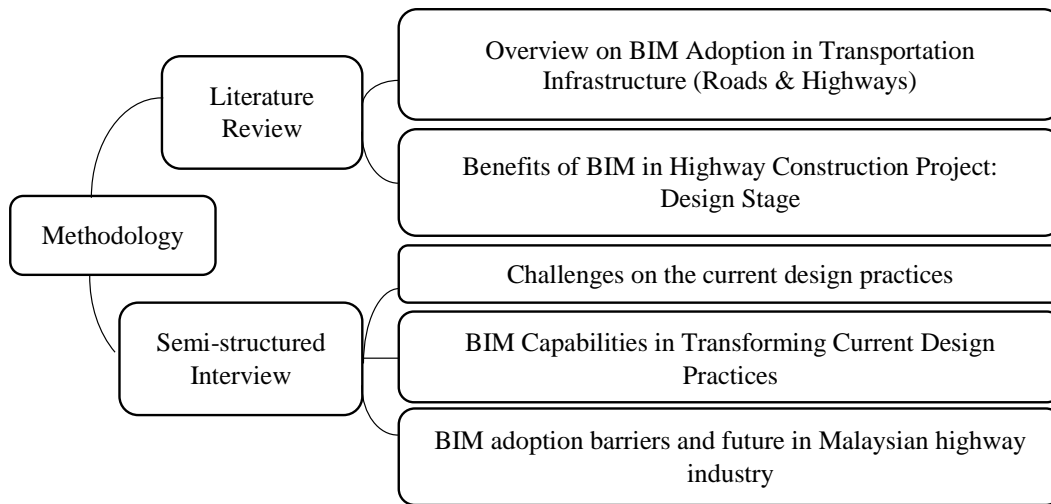 Methodology
Literature
Review
Overview on BIM Adoption in Transportation
Infrastructure (Roads & Highways)
Benefits of BIM in Highway Construction Project:
Design Stage
Semi-structured
Interview
Challenges on the current design practices
BIM Capabilities in Transforming Current Design
Practices
BIM adoption barriers and future in Malaysian highway
industry